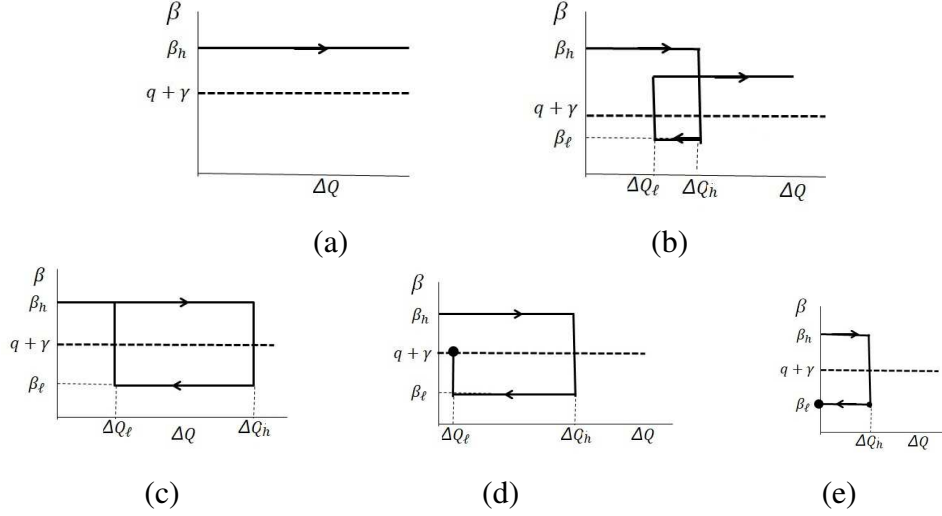 β
β_h
q + γ
ΔQ
(a)
β
β_h
q + γ
β_ℓ
ΔQ_ℓ
ΔQ_h
ΔQ
(b)
β
β_h
q + γ
β_ℓ
ΔQ_ℓ
ΔQ
ΔQ_h
(c)
β
β_h
q + γ
β_ℓ
ΔQ_ℓ
ΔQ_h
ΔQ
(d)
β
β_h
q + γ
β_ℓ
ΔQ_h
ΔQ
(e)